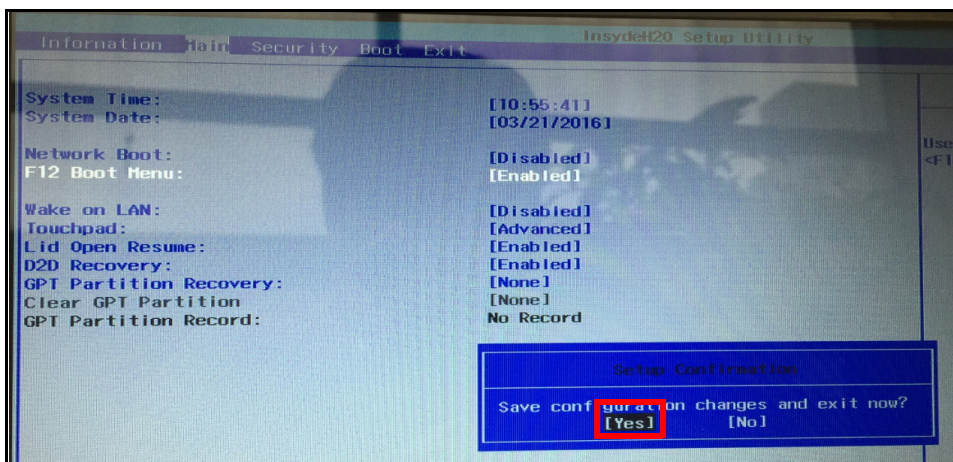 InsydeH20 Setup Utility
Information Main Security Boot Exit
System Time: [10:55:41]
System Date: [03/21/2016]
Network Boot: [Disabled]
F12 Boot Menu: [Enabled]
Wake on LAN: [Disabled]
Touchpad: [Advanced]
Lid Open Resume: [Enabled]
D2D Recovery: [Enabled]
GPT Partition Recovery: [None]
Clear GPT Partition [None]
GPT Partition Record: No Record
Use
<F1
Setup Confirmation
Save configuration changes and exit now?
[Yes] [No]